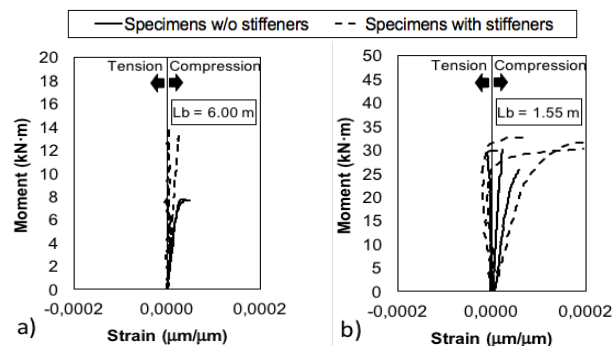 Specimens w/o stiffeners Specimens with stiffeners
20
18
16
14
12
10
8
6
4
2
0
Moment (kN·m)
Tension Compression
Lb = 6.00 m
-0,0002 0,0000 0,0002
Strain (µm/µm)
a)
50
45
40
35
30
25
20
15
10
5
0
Moment (kN·m)
Tension Compression
Lb = 1.55 m
-0,0002 0,0000 0,0002
Strain (µm/µm)
b)